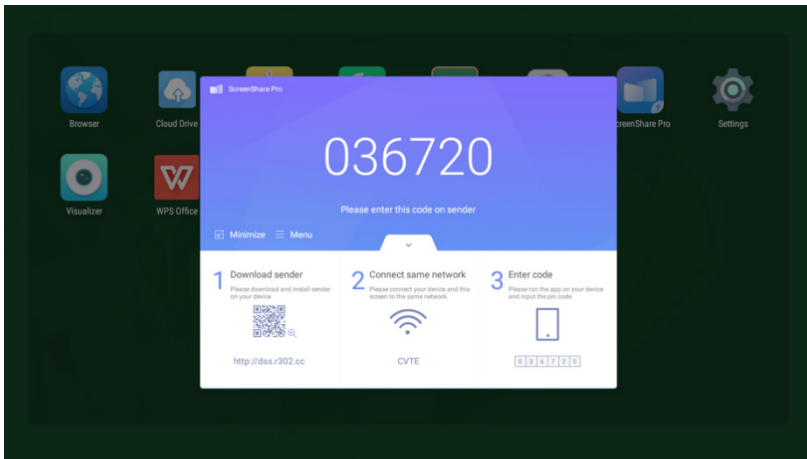 ScreenShare Pro
036720
Please enter this code on sender
Minimize
Menu
1
Download sender
Please download and install sender
on your device
http://dss.r302.cc
2
Connect same network
Please connect your device and this
screen to the same network.
CVTE
3
Enter code
Please run the app on your device
and input the pin code.
0 3 6 7 2 0
Browser
Cloud Drive
creenShare Pro
Settings
Visualizer
WPS Office